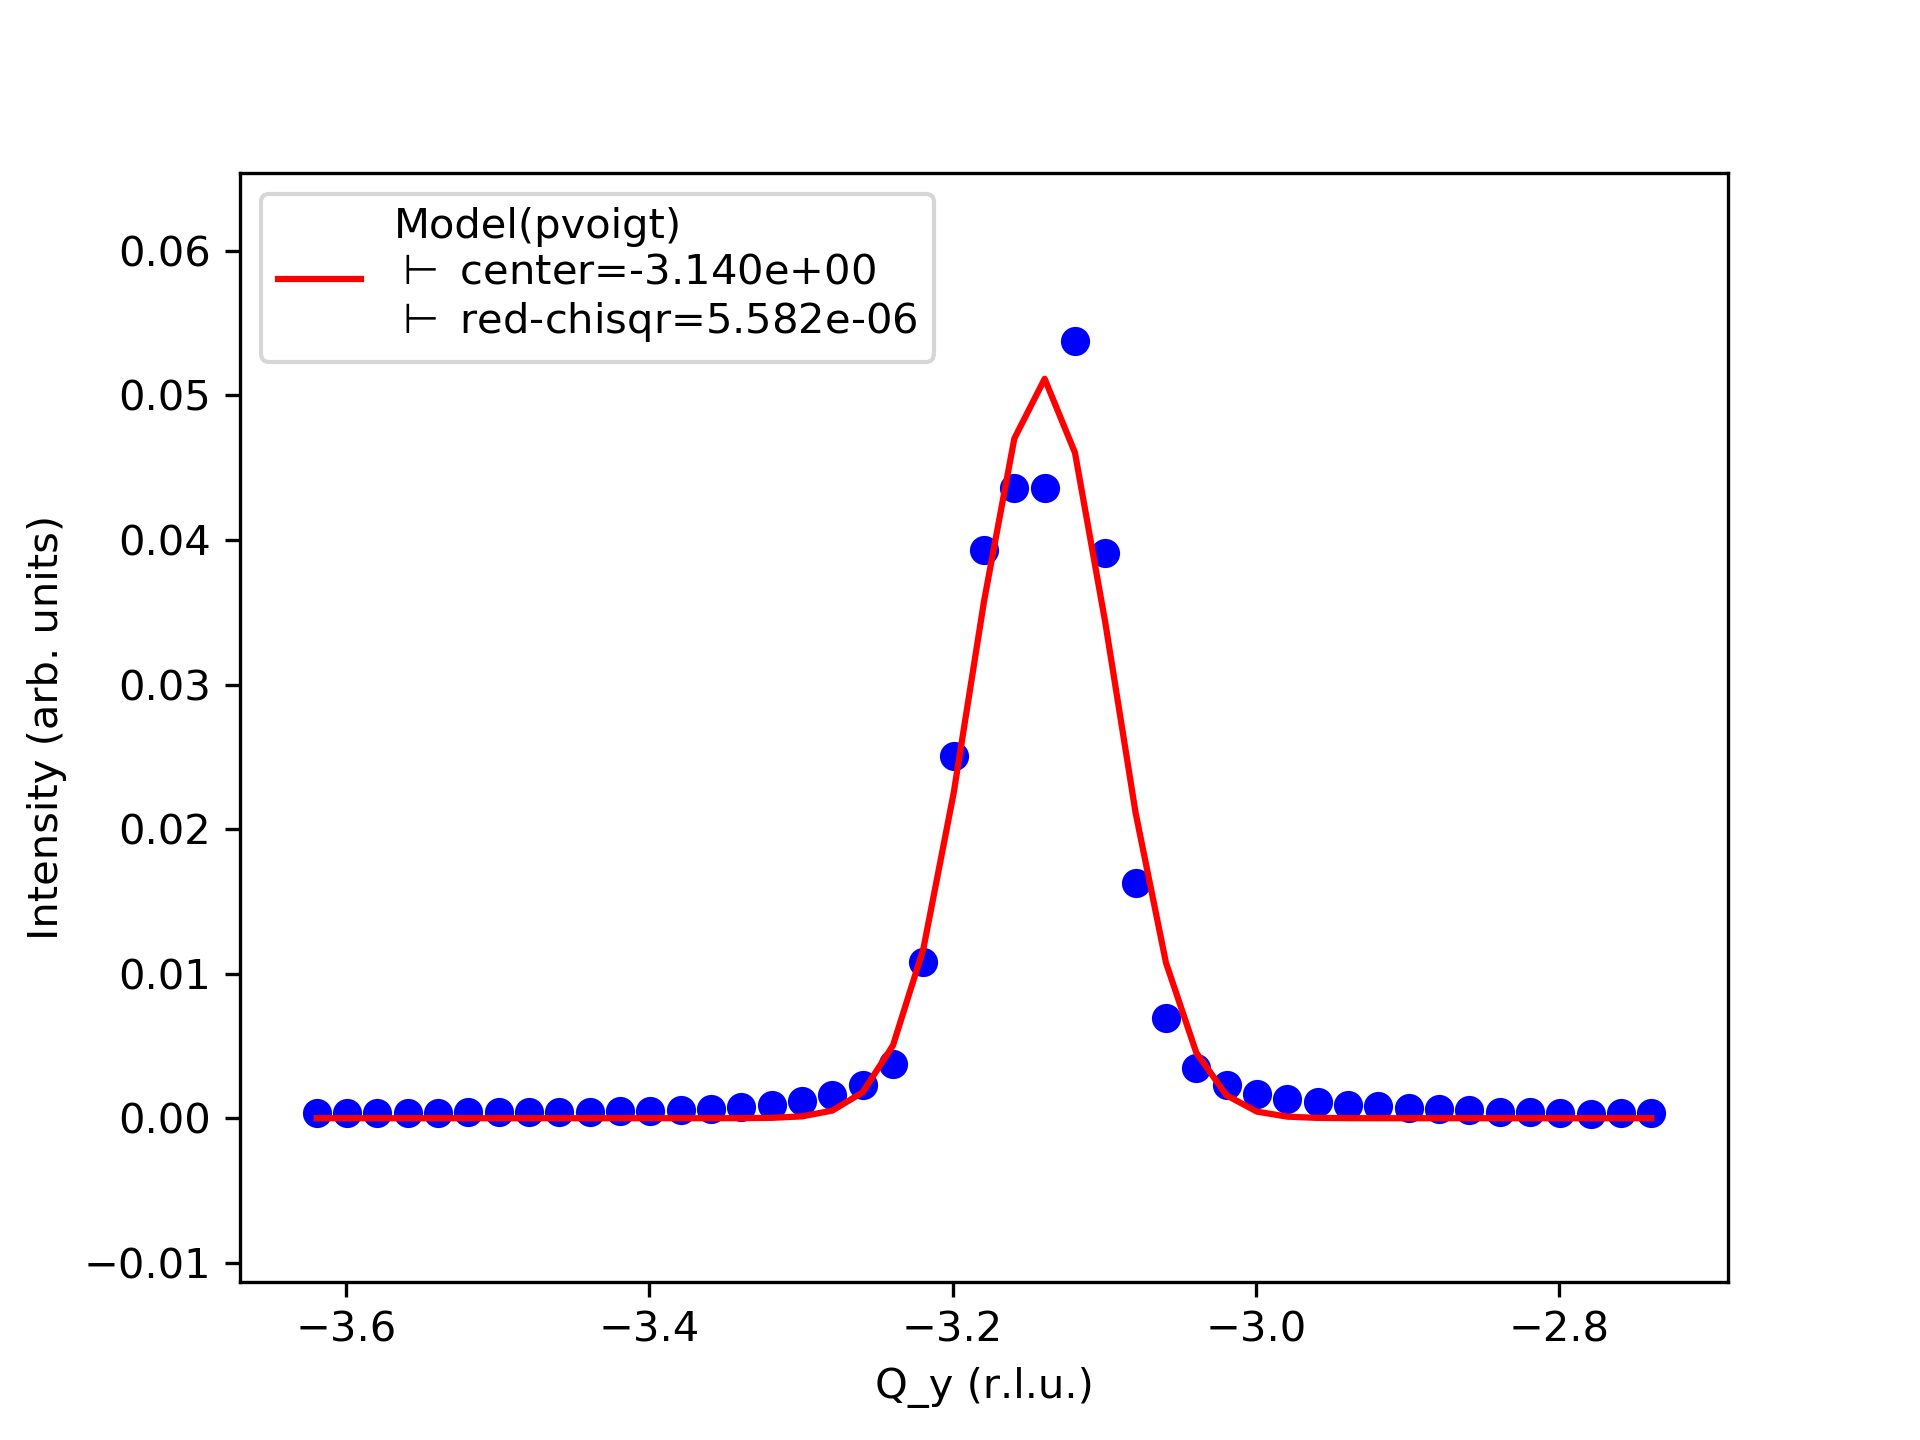 Model(pvoigt)
⊢ center=-3.140e+00
⊢ red-chisqr=5.582e-06
0.06
0.05
0.04
0.03
0.02
0.01
0.00
−0.01
Intensity (arb. units)
−3.6 −3.4 −3.2 −3.0 −2.8
Q_y (r.l.u.)